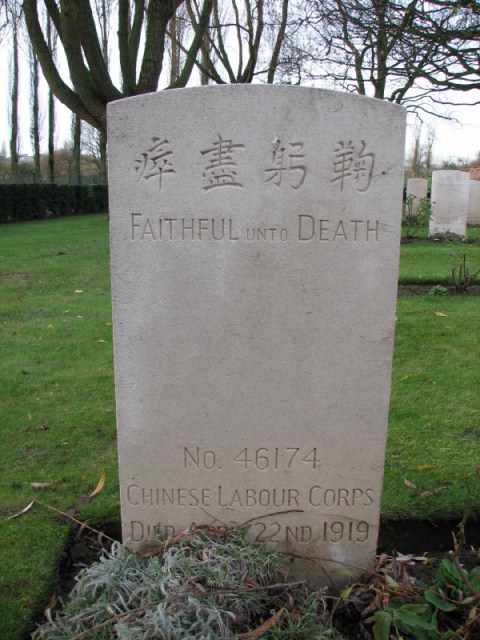 鞠躬盡瘁
FAITHFUL UNTO DEATH
NO. 46174
CHINESE LABOUR CORPS
DIED 22ND 1919